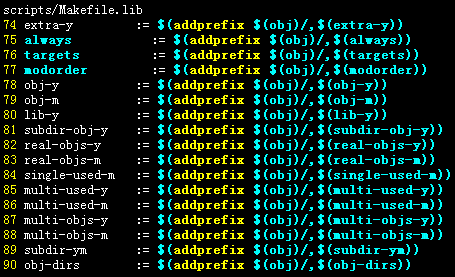 scripts/Makefile.lib
74 extra-y := $(addprefix $(obj)/,$(extra-y))
75 always := $(addprefix $(obj)/,$(always))
76 targets := $(addprefix $(obj)/,$(targets))
77 modorder := $(addprefix $(obj)/,$(modorder))
78 obj-y := $(addprefix $(obj)/,$(obj-y))
79 obj-m := $(addprefix $(obj)/,$(obj-m))
80 lib-y := $(addprefix $(obj)/,$(lib-y))
81 subdir-obj-y := $(addprefix $(obj)/,$(subdir-obj-y))
82 real-objs-y := $(addprefix $(obj)/,$(real-objs-y))
83 real-objs-m := $(addprefix $(obj)/,$(real-objs-m))
84 single-used-m := $(addprefix $(obj)/,$(single-used-m))
85 multi-used-y := $(addprefix $(obj)/,$(multi-used-y))
86 multi-used-m := $(addprefix $(obj)/,$(multi-used-m))
87 multi-objs-y := $(addprefix $(obj)/,$(multi-objs-y))
88 multi-objs-m := $(addprefix $(obj)/,$(multi-objs-m))
89 subdir-ym := $(addprefix $(obj)/,$(subdir-ym))
90 obj-dirs := $(addprefix $(obj)/,$(obj-dirs))